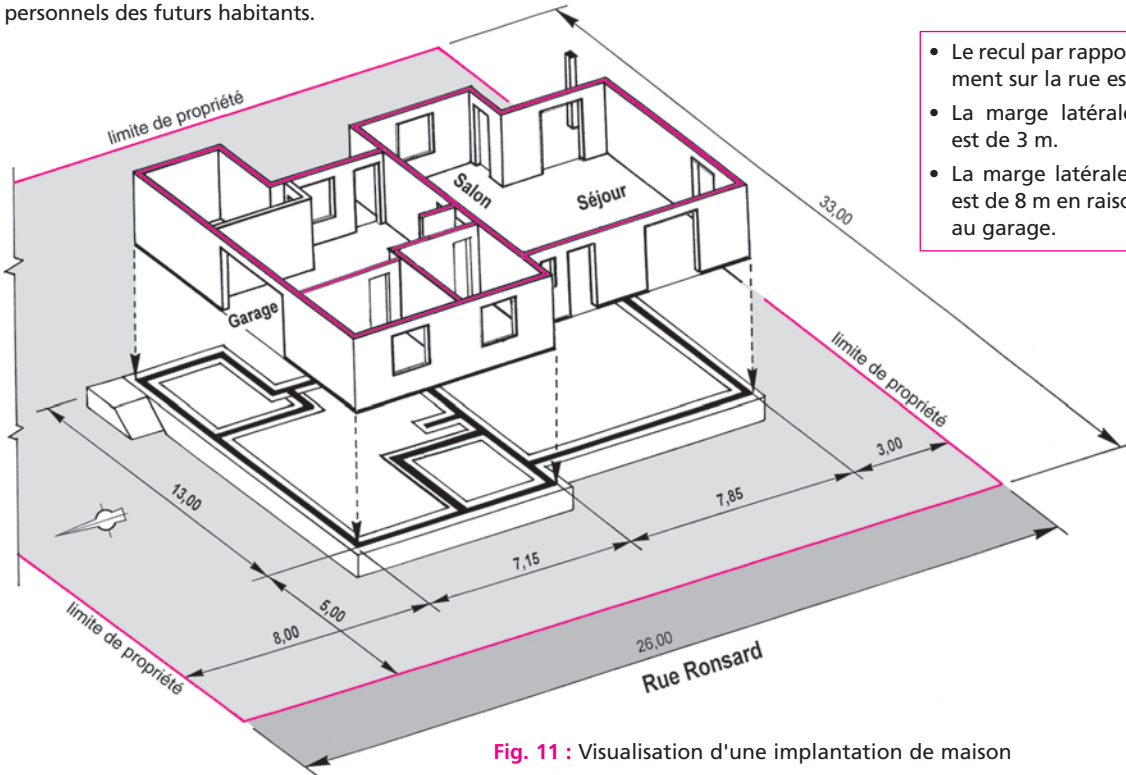 personnels des futurs habitants.
limite de propriété
• Le recul par rappo
ment sur la rue es
• La marge latérale
est de 3 m.
• La marge latérale
est de 8 m en raiso
au garage.
33,00
Salon
Séjour
Garage
limite de propriété
3,00
7,85
13,00
7,15
5,00
8,00
limite de propriété
26,00
Rue Ronsard
Fig. 11 : Visualisation d'une implantation de maison